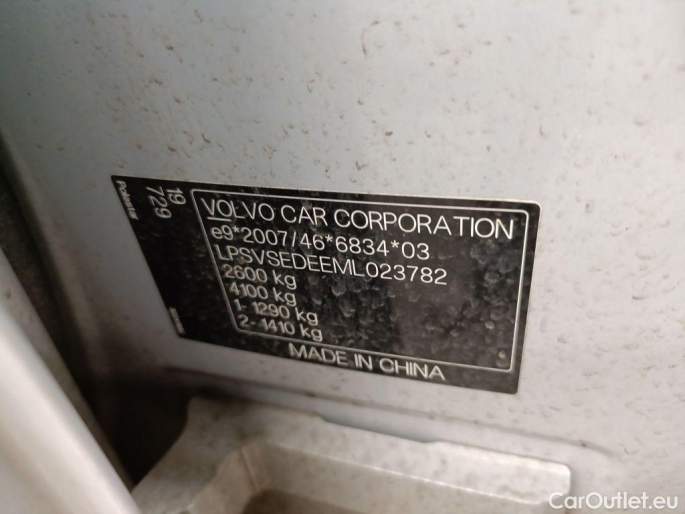 19
729
Polestar
VOLVO CAR CORPORATION
e9*2007/46*6834*03
LPSVSEDEEML023782
2600 kg
4100 kg
1- 1290 kg
2- 1410 kg
MADE IN CHINA
CarOutlet.eu